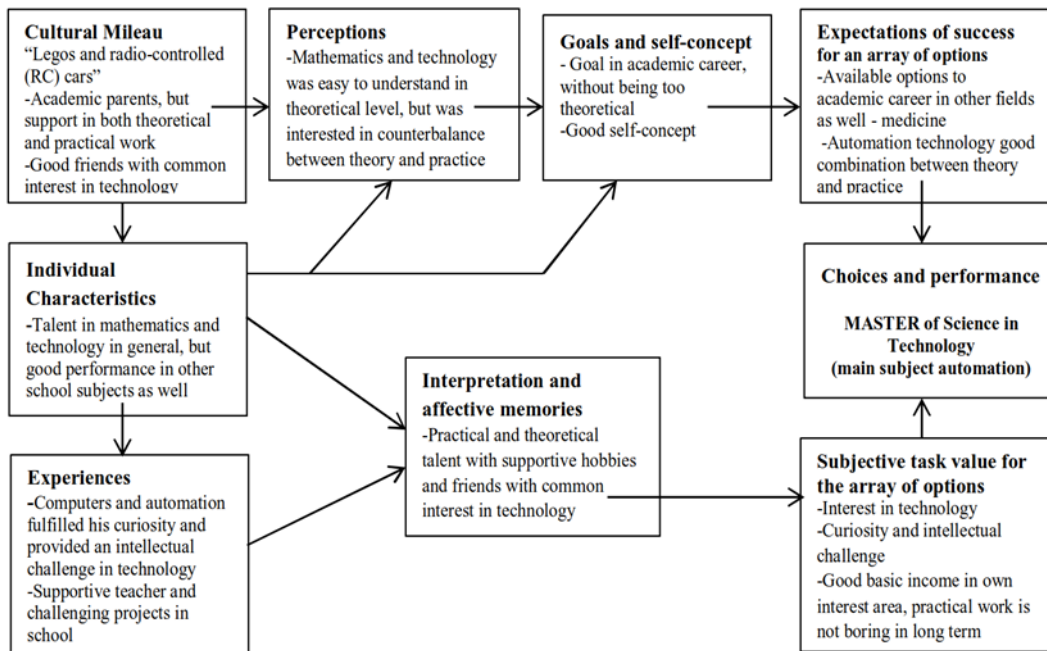 Cultural Mileau
“Legos and radio-controlled
(RC) cars”
-Academic parents, but
support in both theoretical
and practical work
-Good friends with common
interest in technology
Perceptions
-Mathematics and technology
was easy to understand in
theoretical level, but was
interested in counterbalance
between theory and practice
Goals and self-concept
- Goal in academic career,
without being too
theoretical
-Good self-concept
Expectations of success
for an array of options
-Available options to
academic career in other fields
as well - medicine
-Automation technology good
combination between theory
and practice
Individual
Characteristics
-Talent in mathematics and
technology in general, but
good performance in other
school subjects as well
Choices and performance
MASTER of Science in
Technology
(main subject automation)
Interpretation and
affective memories
-Practical and theoretical
talent with supportive hobbies
and friends with common
interest in technology
Experiences
-Computers and automation
fulfilled his curiosity and
provided an intellectual
challenge in technology
-Supportive teacher and
challenging projects in
school
Subjective task value for
the array of options
-Interest in technology
-Curiosity and intellectual
challenge
-Good basic income in own
interest area, practical work is
not boring in long term